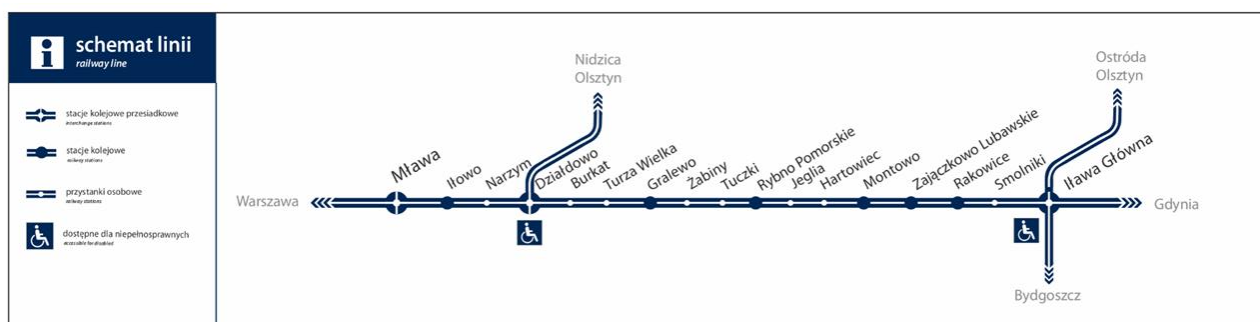 schemat linii
railway line
stacje kolejowe przesiadkowe
interchange stations
stacje kolejowe
railway stations
przystanki osobowe
railway stations
dostępne dla niepełnosprawnych
accessible for disabled
Nidzica
Olsztyn
Ostróda
Olsztyn
Warszawa
Mława
Iłowo
Narzym
Działdowo
Burkat
Turza Wielka
Gralewo
Żabiny
Tuczki
Rybno Pomorskie
Jeglia
Hartowiec
Montowo
Zajączkowo Lubawskie
Rakowice
Smolniki
Iława Główna
Gdynia
Bydgoszcz